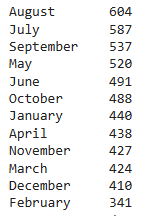 August 604
July 587
September 537
May 520
June 491
October 488
January 440
April 438
November 427
March 424
December 410
February 341